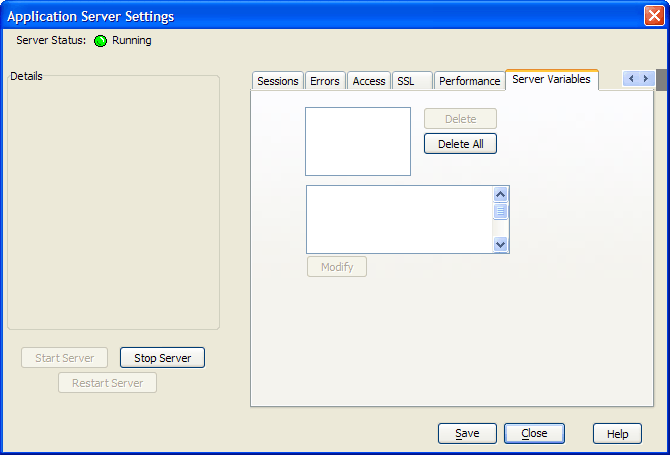 Application Server Settings
Server Status: Running
Details
Sessions Errors Access SSL Performance Server Variables
Delete
Delete All
Modify
Start Server Stop Server
Restart Server
Save Close Help